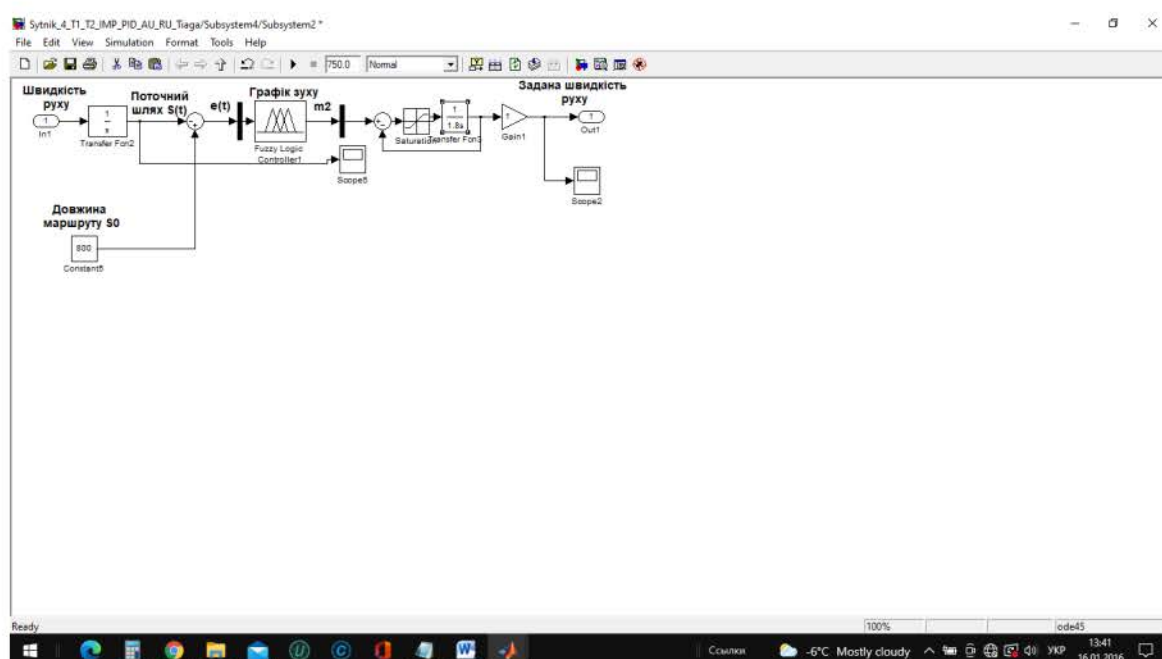 Sytnik_4_T1_T2_IMP_PID_AU_RU_Tiaga/Subsystem4/Subsystem2 *
File Edit View Simulation Format Tools Help
750.0 Normal
Швидкість
руху
1
In1
1
s
Transfer Fcn2
Поточний
шлях S(t)
e(t)
Графік зуху
Fuzzy Logic
Controller1
m2
Saturation
1
1.8s
Transfer Fcn3
Gain1
Задана швидкість
руху
1
Out1
Scope5
Scope2
Довжина
маршруту S0
800
Constant5
Ready
100%
ode45
Ссылки
-6°C Mostly cloudy
УКР
13:41
16.01.2016